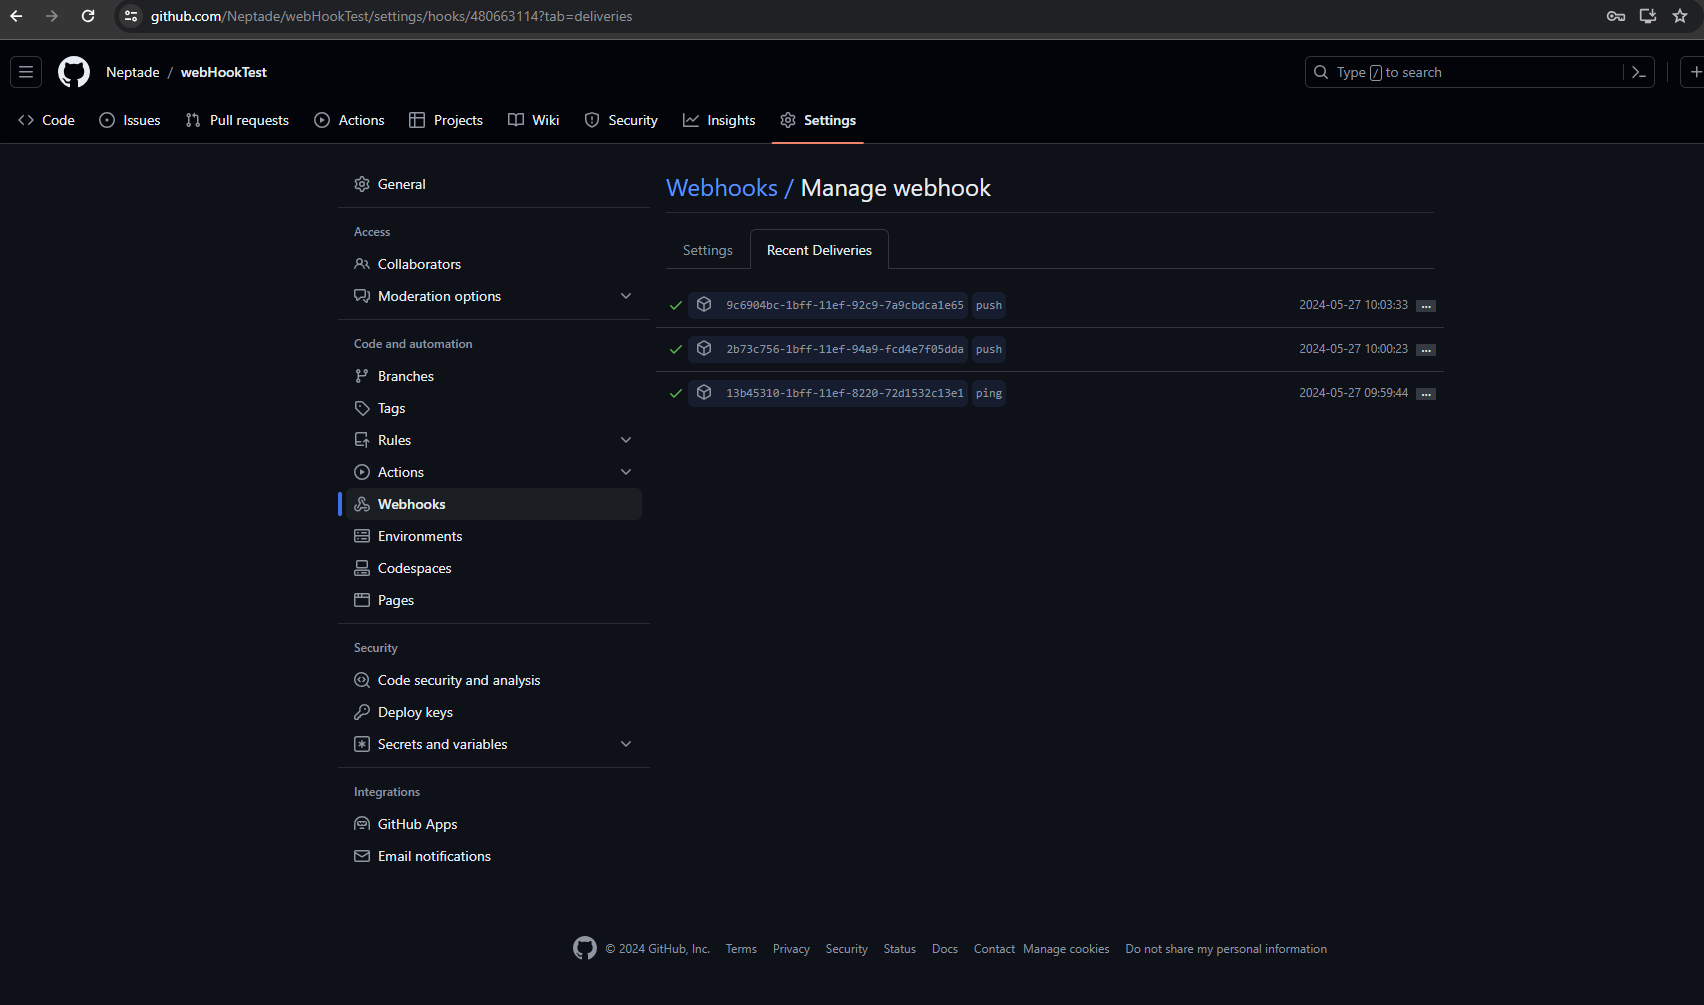 github.com/Neptade/webHookTest/settings/hooks/480663114?tab=deliveries
Neptade / webHookTest
Type / to search
Code Issues Pull requests Actions Projects Wiki Security Insights Settings
General
Access
Collaborators
Moderation options
Code and automation
Branches
Tags
Rules
Actions
Webhooks
Environments
Codespaces
Pages
Security
Code security and analysis
Deploy keys
Secrets and variables
Integrations
GitHub Apps
Email notifications
Webhooks / Manage webhook
Settings Recent Deliveries
9c6904bc-1bff-11ef-92c9-7a9cbdca1e65 push 2024-05-27 10:03:33 ...
2b73c756-1bff-11ef-94a9-fcd4e7f05dda push 2024-05-27 10:00:23 ...
13b45310-1bff-11ef-8220-72d1532c13e1 ping 2024-05-27 09:59:44 ...
© 2024 GitHub, Inc. Terms Privacy Security Status Docs Contact Manage cookies Do not share my personal information